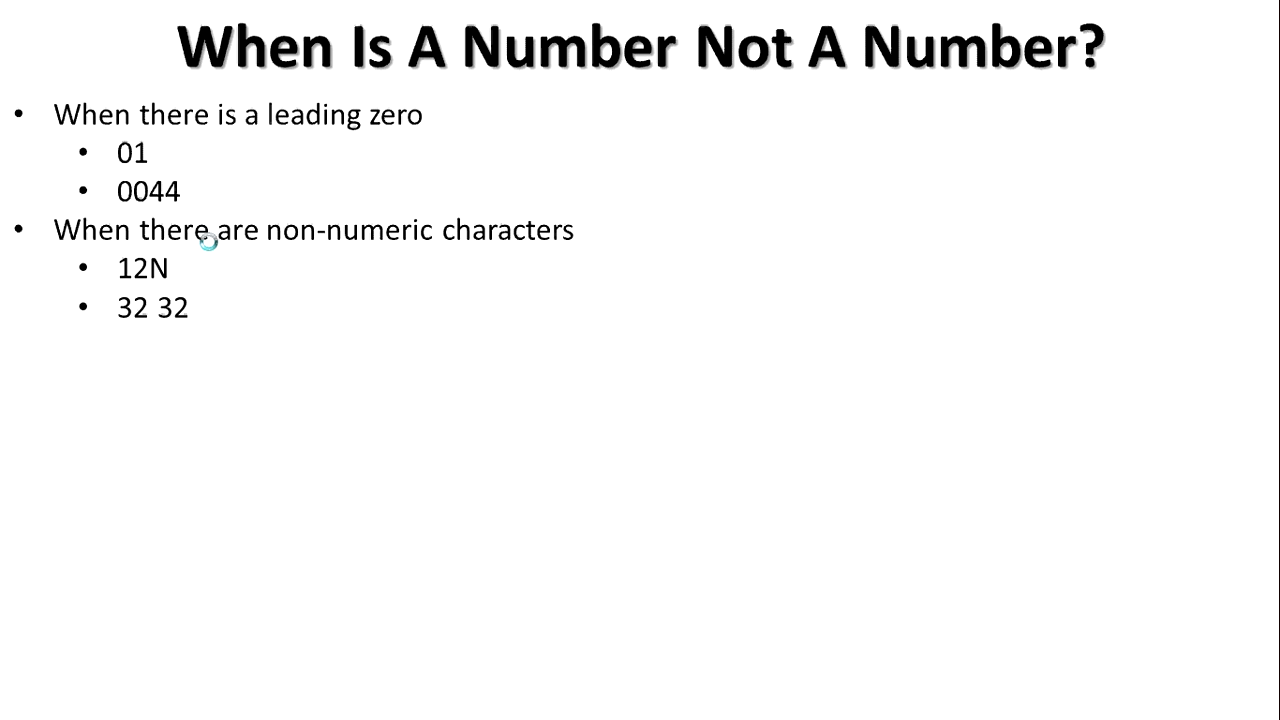 When Is A Number Not A Number?
• When there is a leading zero
• 01
• 0044
• When there are non-numeric characters
• 12N
• 32 32